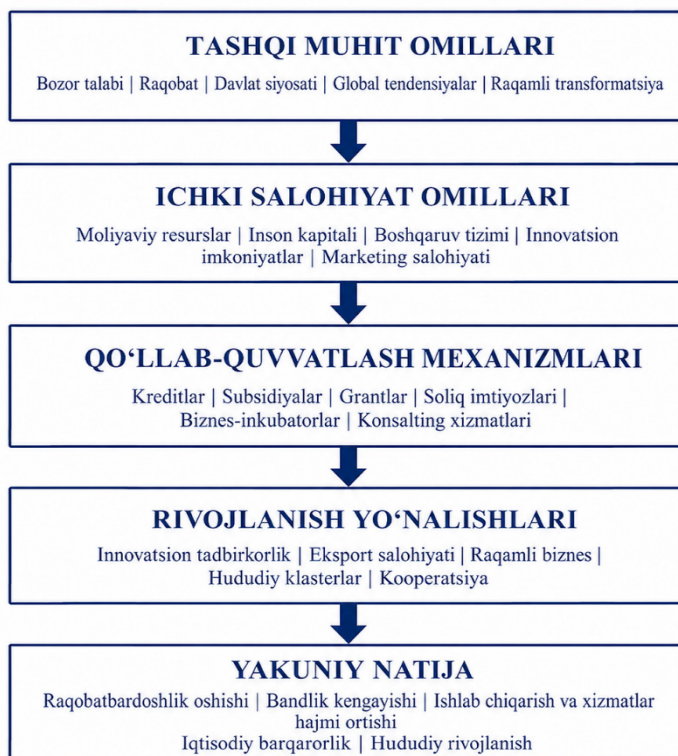 TASHQI MUHIT OMILLARI
Bozor talabi | Raqobat | Davlat siyosati | Global tendensiyalar | Raqamli transformatsiya
ICHKI SALOHIYAT OMILLARI
Moliyaviy resurslar | Inson kapitali | Boshqaruv tizimi | Innovatsion
imkoniyatlar | Marketing salohiyati
QO‘LLAB-QUVVATLASH MEXANIZMLARI
Kreditlar | Subsidiyalar | Grantlar | Soliq imtiyozlari |
Biznes-inkubatorlar | Konsalting xizmatlari
RIVOJLANISH YO‘NALISHLARI
Innovatsion tadbirkorlik | Eksport salohiyati | Raqamli biznes |
Hududiy klasterlar | Kooperatsiya
YAKUNIY NATIJA
Raqobatbardoshlik oshishi | Bandlik kengayishi | Ishlab chiqarish va xizmatlar
hajmi ortishi
Iqtisodiy barqarorlik | Hududiy rivojlanish